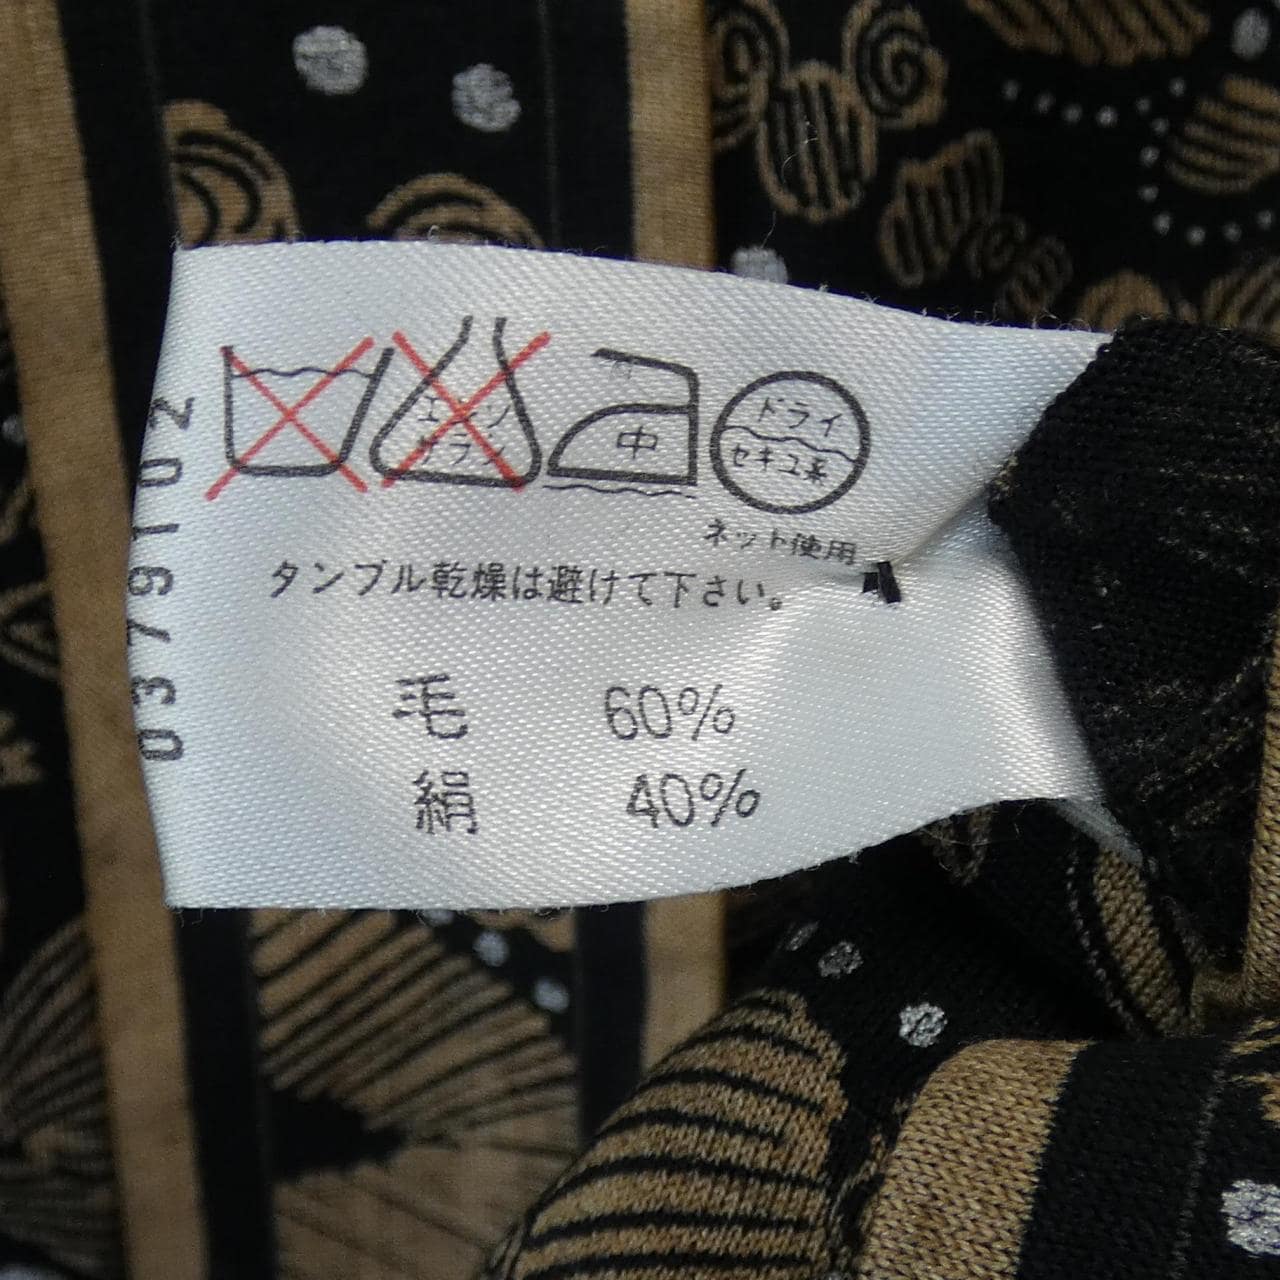 エンソ
サラシ
中
ドライ
セキユ系
ネット使用
タンブル乾燥は避けて下さい。
毛 60%
絹 40%
0379102